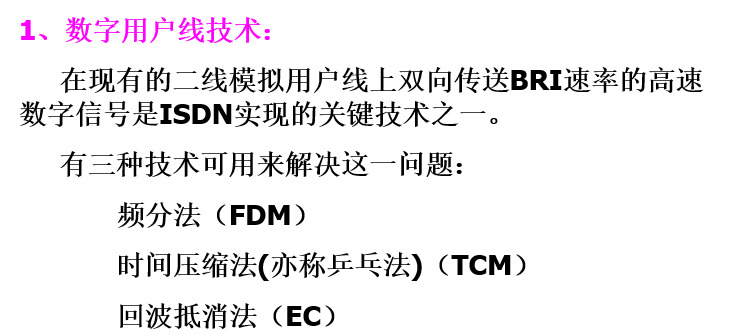 1、数字用户线技术：
在现有的二线模拟用户线上双向传送BRI速率的高速
数字信号是ISDN实现的关键技术之一。
有三种技术可用来解决这一问题：
频分法（FDM）
时间压缩法(亦称乒乓法)（TCM）
回波抵消法（EC）